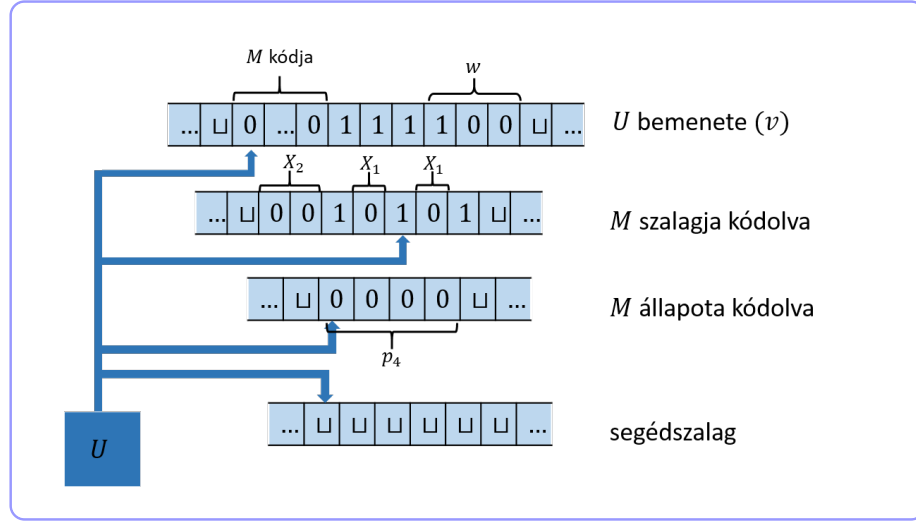 M kódja
w
... ⊔ 0 ... 0 1 1 1 1 0 0 ⊔ ...
U bemenete (v)
X₂ X₁ X₁
... ⊔ 0 0 1 0 1 0 1 ⊔ ...
M szalagja kódolva
... ⊔ 0 0 0 0 ⊔ ...
M állapota kódolva
p₄
... ⊔ ⊔ ⊔ ⊔ ⊔ ⊔ ...
segédszalag
U